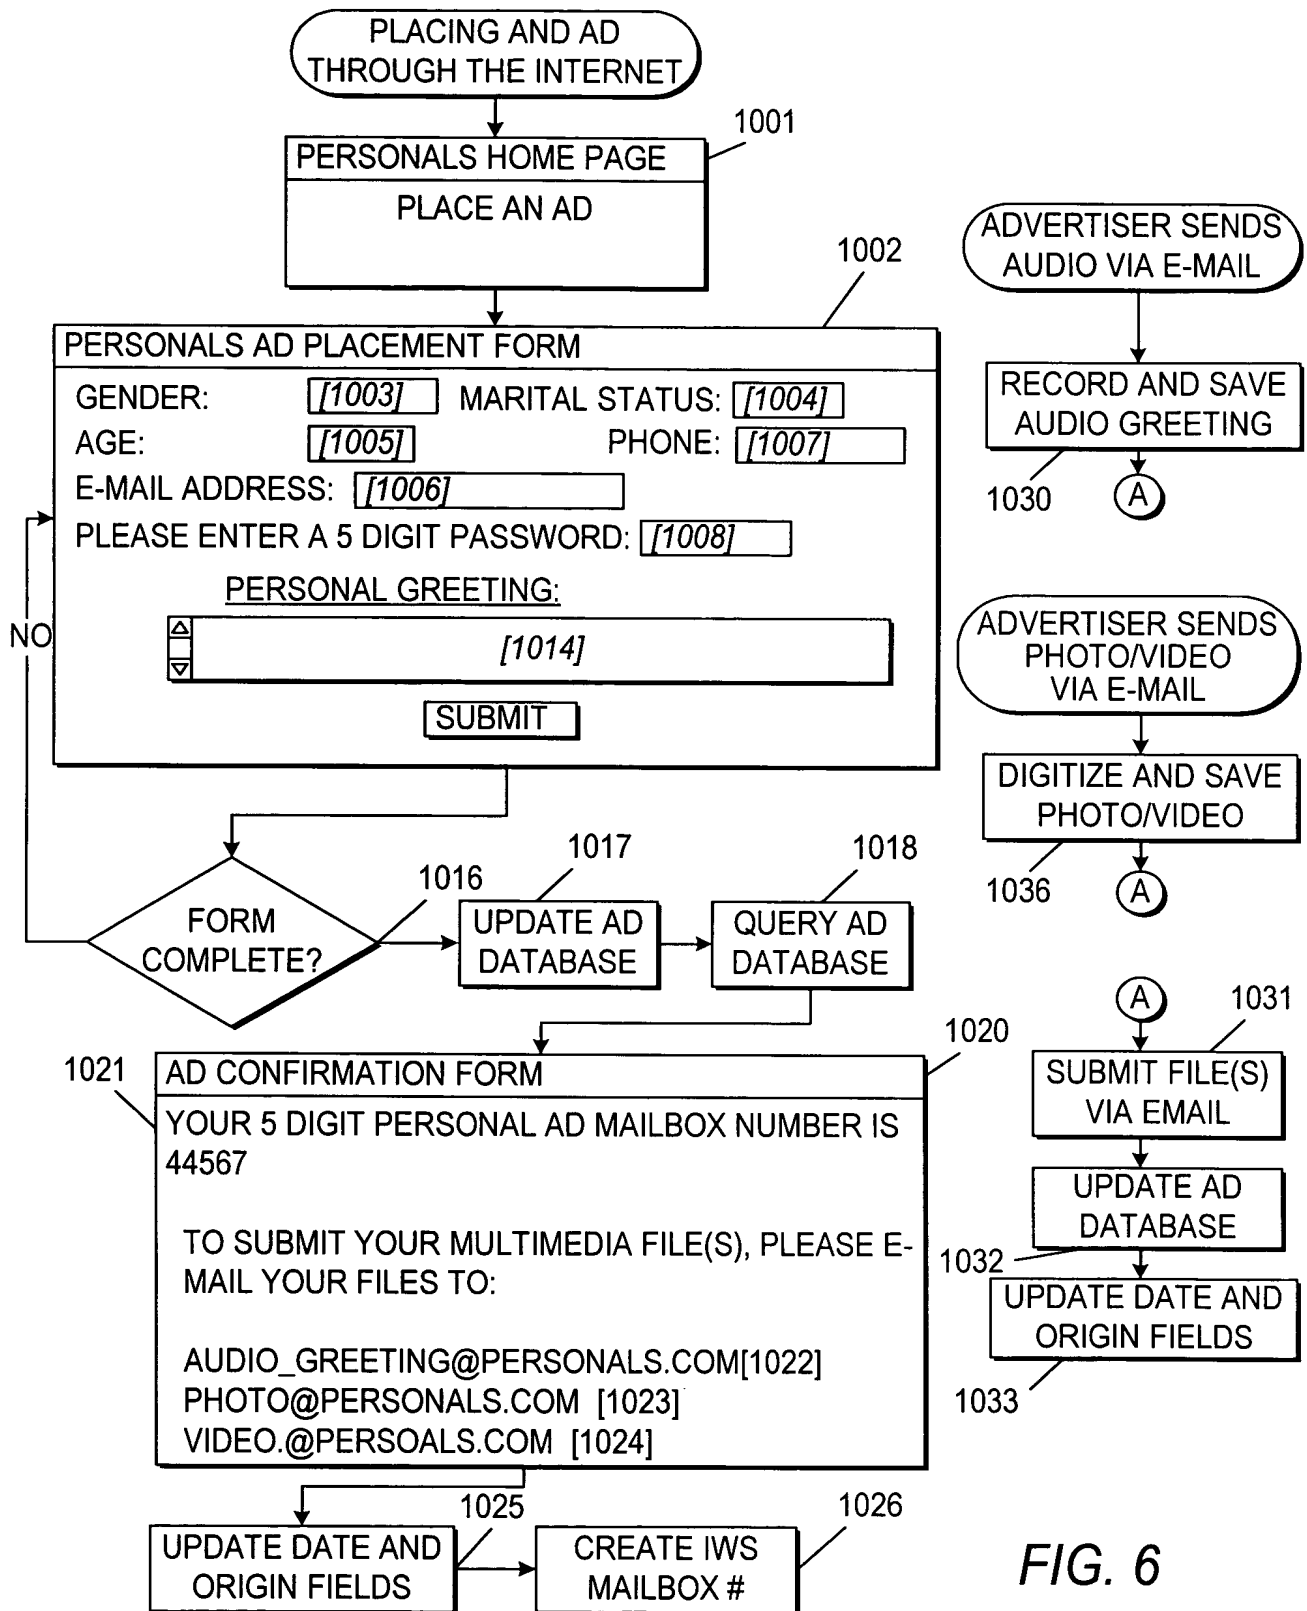 PLACING AND AD
THROUGH THE INTERNET
1001
PERSONALS HOME PAGE
PLACE AN AD
1002
PERSONALS AD PLACEMENT FORM
GENDER: [1003] MARITAL STATUS: [1004]
AGE: [1005] PHONE: [1007]
E-MAIL ADDRESS: [1006]
PLEASE ENTER A 5 DIGIT PASSWORD: [1008]
PERSONAL GREETING:
[1014]
SUBMIT
NO
FORM
COMPLETE?
1016
1017
UPDATE AD
DATABASE
1018
QUERY AD
DATABASE
1020
1021
AD CONFIRMATION FORM
YOUR 5 DIGIT PERSONAL AD MAILBOX NUMBER IS
44567
TO SUBMIT YOUR MULTIMEDIA FILE(S), PLEASE E-
MAIL YOUR FILES TO:
AUDIO_GREETING@PERSONALS.COM[1022]
PHOTO@PERSONALS.COM [1023]
VIDEO.@PERSOALS.COM [1024]
1025
UPDATE DATE AND
ORIGIN FIELDS
1026
CREATE IWS
MAILBOX #
ADVERTISER SENDS
AUDIO VIA E-MAIL
RECORD AND SAVE
AUDIO GREETING
1030
A
ADVERTISER SENDS
PHOTO/VIDEO
VIA E-MAIL
DIGITIZE AND SAVE
PHOTO/VIDEO
1036
A
A
1031
SUBMIT FILE(S)
VIA EMAIL
UPDATE AD
DATABASE
1032
UPDATE DATE AND
ORIGIN FIELDS
1033
FIG. 6